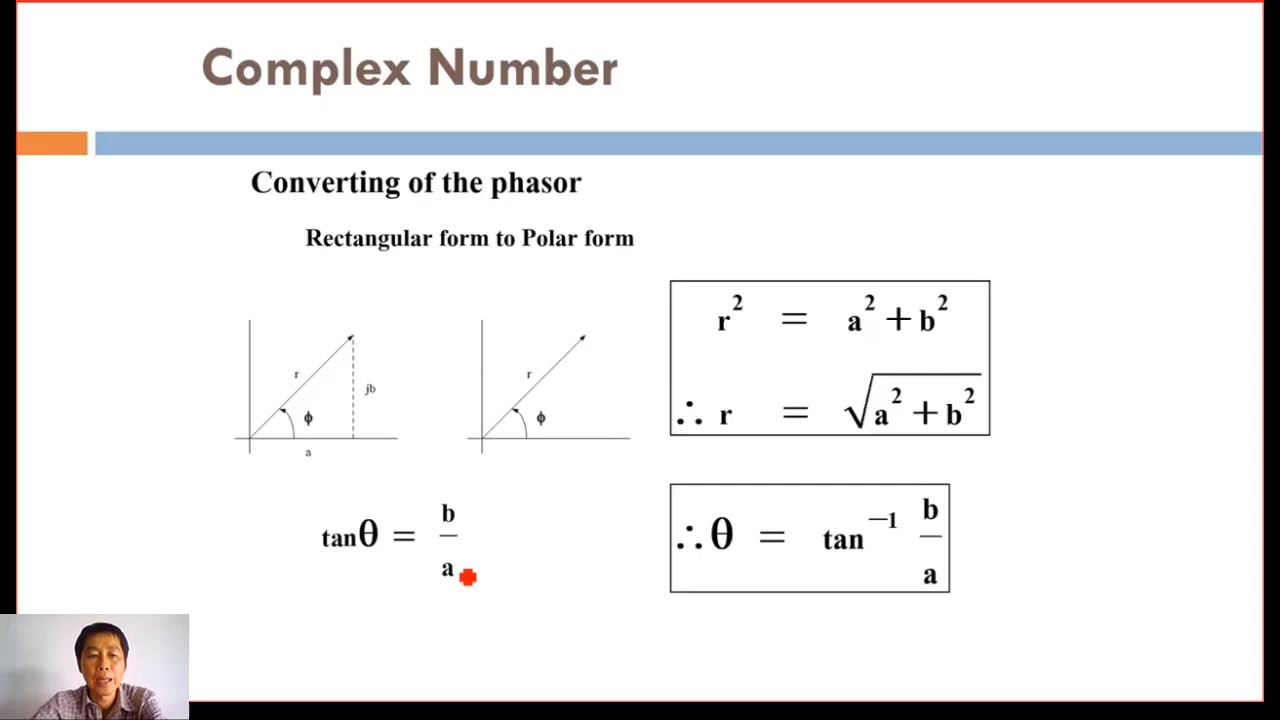 Complex Number
Converting of the phasor
Rectangular form to Polar form
r
jb
ϕ
a
r
ϕ
r² = a² + b²
∴ r = √a² + b²
tanθ = b/a
∴ θ = tan⁻¹ b/a